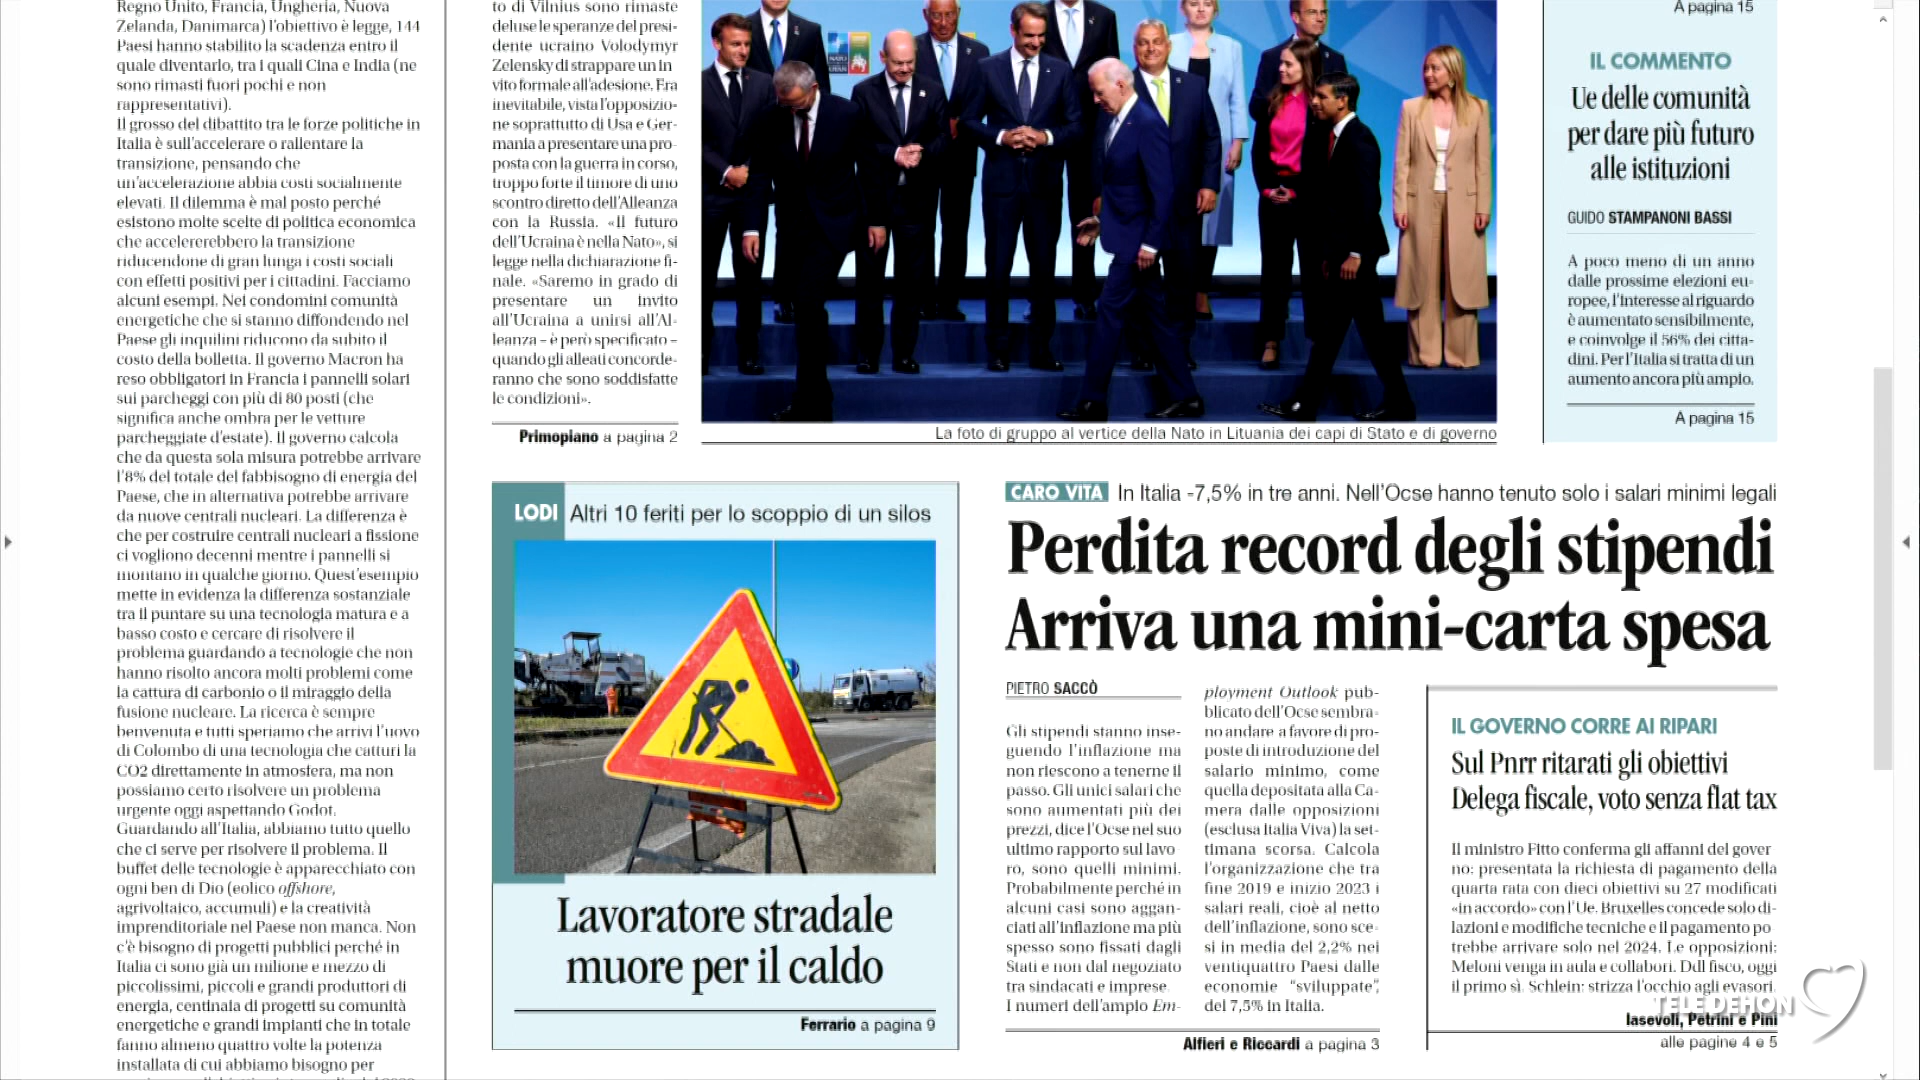 Regno Unito, Francia, Ungheria, Nuova
Zelanda, Danimarca) l'obiettivo è legge, 144
Paesi hanno stabilito la scadenza entro il
quale diventarlo, tra i quali Cina e India (ne
sono rimasti fuori pochi e non
rappresentativi).
Il grosso del dibattito tra le forze politiche in
Italia è sull'accelerare o rallentare la
transizione, pensando che
un'accelerazione abbia costi socialmente
elevati. Il dilemma è mal posto perché
esistono molte scelte di politica economica
che accelererebbero la transizione
riducendone di gran lunga i costi sociali
con effetti positivi per i cittadini. Facciamo
alcuni esempi. Nei condomini comunità
energetiche che si stanno diffondendo nel
Paese gli inquilini riducono da subito il
costo della bolletta. Il governo Macron ha
reso obbligatori in Francia i pannelli solari
sui parcheggi con più di 80 posti (che
significa anche ombra per le vetture
parcheggiate d'estate). Il governo calcola
che da questa sola misura potrebbe arrivare
l'8% del totale del fabbisogno di energia del
Paese, che in alternativa potrebbe arrivare
da nuove centrali nucleari. La differenza è
che per costruire centrali nucleari a fissione
ci vogliono decenni mentre i pannelli si
montano in qualche giorno. Quest'esempio
mette in evidenza la differenza sostanziale
tra il puntare su una tecnologia matura e a
basso costo e cercare di risolvere il
problema guardando a tecnologie che non
hanno risolto ancora molti problemi come
la cattura di carbonio o il miraggio della
fusione nucleare. La ricerca è sempre
benvenuta e tutti speriamo che arrivi l'uovo
di Colombo di una tecnologia che catturi la
CO2 direttamente in atmosfera, ma non
possiamo certo risolvere un problema
urgente oggi aspettando Godot.
Guardando all'Italia, abbiamo tutto quello
che ci serve per risolvere il problema. Il
buffet delle tecnologie è apparecchiato con
ogni ben di Dio (eolico offshore,
agrivoltaico, accumuli) e la creatività
imprenditoriale nel Paese non manca. Non
c'è bisogno di progetti pubblici perché in
Italia ci sono già un milione e mezzo di
piccolissimi, piccoli e grandi produttori di
energia, centinaia di progetti su comunità
energetiche e grandi impianti che in totale
fanno almeno quattro volte la potenza
installata di cui abbiamo bisogno per
to di Vilnius sono rimaste
deluse le speranze del presi-
dente ucraino Volodymyr
Zelensky di strappare un in
vito formale all'adesione. Era
inevitabile, vista l'opposizio-
ne soprattutto di Usa e Ger-
mania a presentare una pro-
posta con la guerra in corso,
troppo forte il timore di uno
scontro diretto dell'Alleanza
con la Russia. «Il futuro
dell'Ucraina è nella Nato», si
legge nella dichiarazione fi-
nale. «Saremo in grado di
presentare un invito
all'Ucraina a unirsi all'Al-
leanza – è però specificato –
quando gli alleati concorde-
ranno che sono soddisfatte
le condizioni».
Primopiano a pagina 2
NATO
La foto di gruppo al vertice della Nato in Lituania dei capi di Stato e di governo
A pagina 15
IL COMMENTO
Ue delle comunità
per dare più futuro
alle istituzioni
GUIDO STAMPANONI BASSI
A poco meno di un anno
dalle prossime elezioni eu-
ropee, l'interesse al riguardo
è aumentato sensibilmente,
e coinvolge il 56% dei citta-
dini. Per l'Italia si tratta di un
aumento ancora più ampio.
A pagina 15
LODI Altri 10 feriti per lo scoppio di un silos
Lavoratore stradale
muore per il caldo
Ferrario a pagina 9
CARO VITA In Italia -7,5% in tre anni. Nell'Ocse hanno tenuto solo i salari minimi legali
Perdita record degli stipendi
Arriva una mini-carta spesa
PIETRO SACCÒ
Gli stipendi stanno inse-
guendo l'inflazione ma
non riescono a tenerne il
passo. Gli unici salari che
sono aumentati più dei
prezzi, dice l'Ocse nel suo
ultimo rapporto sul lavo
ro, sono quelli minimi.
Probabilmente perché in
alcuni casi sono aggan-
ciati all'inflazione ma più
spesso sono fissati dagli
Stati e non dal negoziato
tra sindacati e imprese.
I numeri dell'ampio Em-
ployment Outlook pub-
blicato dell'Ocse sembra-
no andare a favore di pro-
poste di introduzione del
salario minimo, come
quella depositata alla Ca-
mera dalle opposizioni
(esclusa Italia Viva) la set-
timana scorsa. Calcola
l'organizzazione che tra
fine 2019 e inizio 2023 i
salari reali, cioè al netto
dell'inflazione, sono sce-
si in media del 2,2% nei
ventiquattro Paesi dalle
economie "sviluppate",
del 7,5% in Italia.
Alfieri e Riccardi a pagina 3
IL GOVERNO CORRE AI RIPARI
Sul Pnrr ritarati gli obiettivi
Delega fiscale, voto senza flat tax
Il ministro Fitto conferma gli affanni del gover
no: presentata la richiesta di pagamento della
quarta rata con dieci obiettivi su 27 modificati
«in accordo» con l'Ue. Bruxelles concede solo di-
lazioni e modifiche tecniche e il pagamento po
trebbe arrivare solo nel 2024. Le opposizioni:
Meloni venga in aula e collabori. Ddl fisco, oggi
il primo sì. Schlein: strizza l'occhio agli evasori.
Iasevoli, Petrini e Pini
alle pagine 4 e 5
TELE DEHON